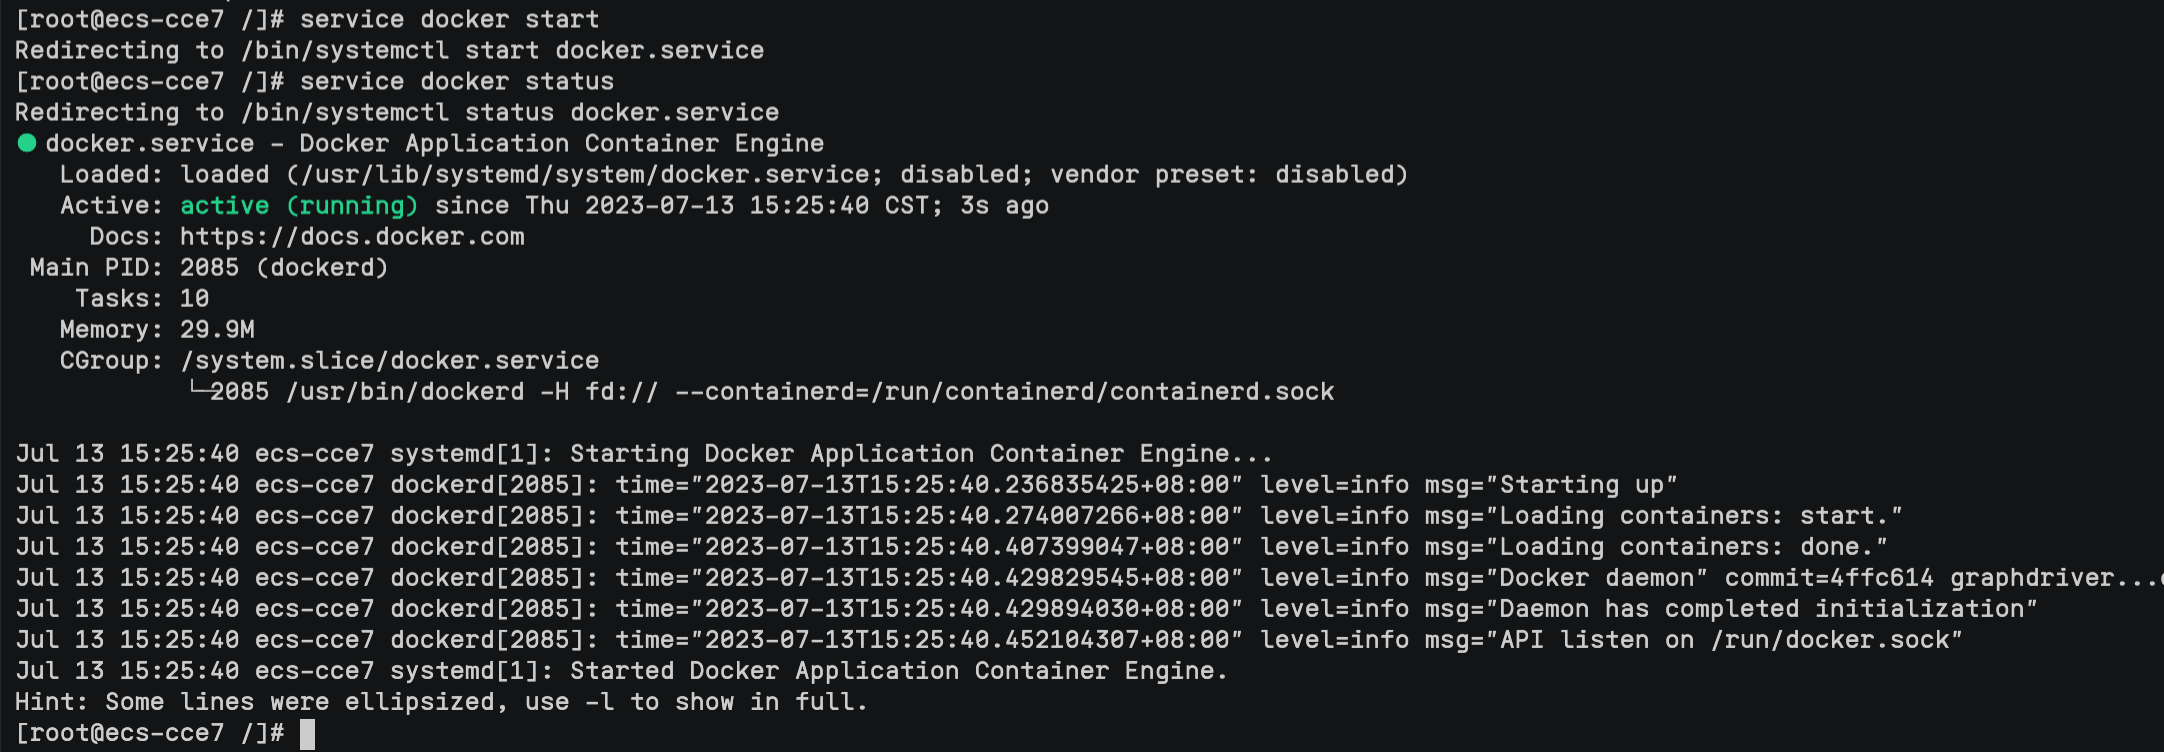 [root@ecs-cce7 /]# service docker start
Redirecting to /bin/systemctl start docker.service
[root@ecs-cce7 /]# service docker status
Redirecting to /bin/systemctl status docker.service
● docker.service - Docker Application Container Engine
   Loaded: loaded (/usr/lib/systemd/system/docker.service; disabled; vendor preset: disabled)
   Active: active (running) since Thu 2023-07-13 15:25:40 CST; 3s ago
     Docs: https://docs.docker.com
 Main PID: 2085 (dockerd)
    Tasks: 10
   Memory: 29.9M
   CGroup: /system.slice/docker.service
           └─2085 /usr/bin/dockerd -H fd:// --containerd=/run/containerd/containerd.sock

Jul 13 15:25:40 ecs-cce7 systemd[1]: Starting Docker Application Container Engine...
Jul 13 15:25:40 ecs-cce7 dockerd[2085]: time="2023-07-13T15:25:40.236835425+08:00" level=info msg="Starting up"
Jul 13 15:25:40 ecs-cce7 dockerd[2085]: time="2023-07-13T15:25:40.274007266+08:00" level=info msg="Loading containers: start."
Jul 13 15:25:40 ecs-cce7 dockerd[2085]: time="2023-07-13T15:25:40.407399047+08:00" level=info msg="Loading containers: done."
Jul 13 15:25:40 ecs-cce7 dockerd[2085]: time="2023-07-13T15:25:40.429829545+08:00" level=info msg="Docker daemon" commit=4ffc614 graphdriver...
Jul 13 15:25:40 ecs-cce7 dockerd[2085]: time="2023-07-13T15:25:40.429894030+08:00" level=info msg="Daemon has completed initialization"
Jul 13 15:25:40 ecs-cce7 dockerd[2085]: time="2023-07-13T15:25:40.452104307+08:00" level=info msg="API listen on /run/docker.sock"
Jul 13 15:25:40 ecs-cce7 systemd[1]: Started Docker Application Container Engine.
Hint: Some lines were ellipsized, use -l to show in full.
[root@ecs-cce7 /]#